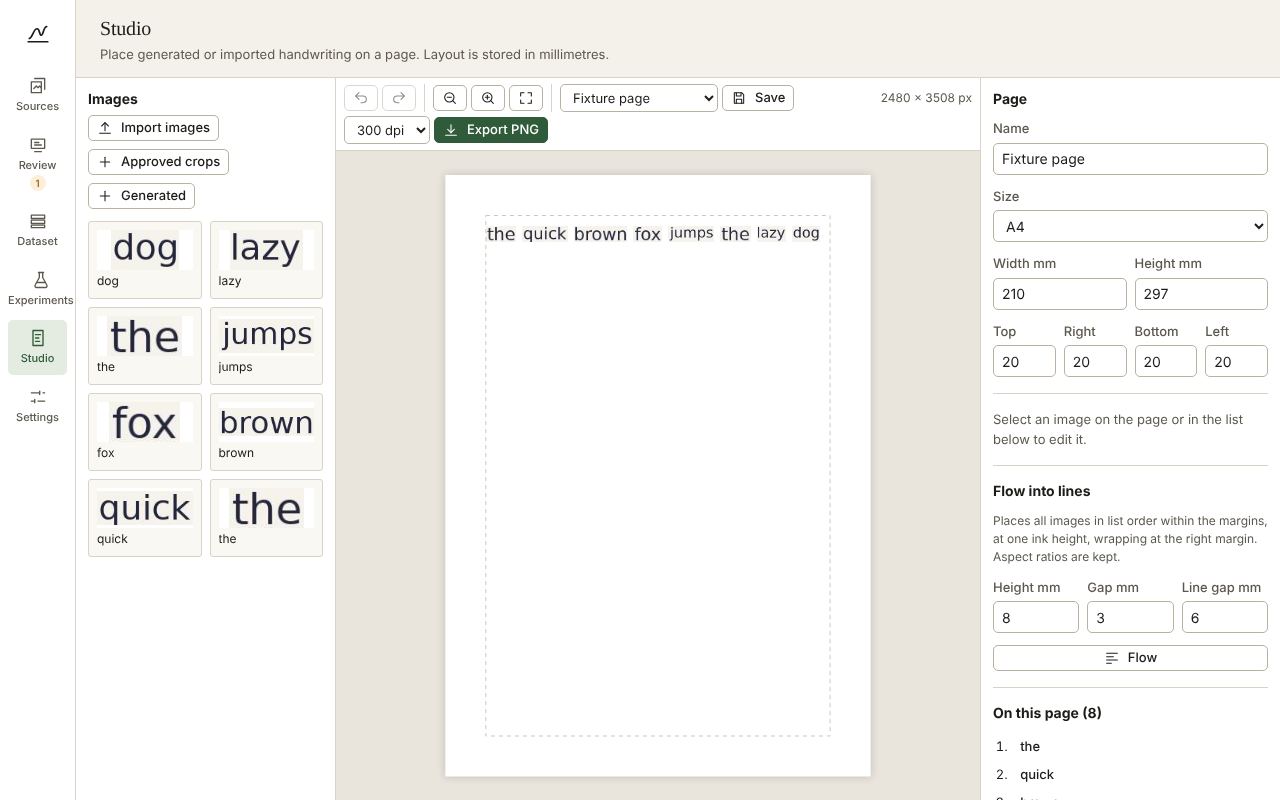 Studio
Place generated or imported handwriting on a page. Layout is stored in millimetres.
Sources
Review
1
Dataset
Experiments
Studio
Settings
Images
Import images
Approved crops
Generated
dog lazy
dog lazy
the jumps
the jumps
fox brown
fox brown
quick the
quick the
Fixture page Save 2480 × 3508 px
300 dpi Export PNG
the quick brown fox jumps the lazy dog
Page
Name
Fixture page
Size
A4
Width mm Height mm
210 297
Top Right Bottom Left
20 20 20 20
Select an image on the page or in the list
below to edit it.
Flow into lines
Places all images in list order within the margins,
at one ink height, wrapping at the right margin.
Aspect ratios are kept.
Height mm Gap mm Line gap mm
8 3 6
Flow
On this page (8)
1. the
2. quick